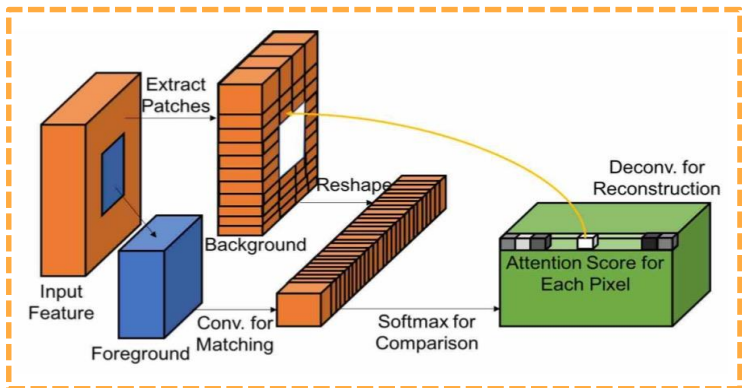 Extract
Patches
Input
Feature
Background
Foreground
Reshape
Conv. for
Matching
Softmax for
Comparison
Deconv. for
Reconstruction
Attention Score for
Each Pixel